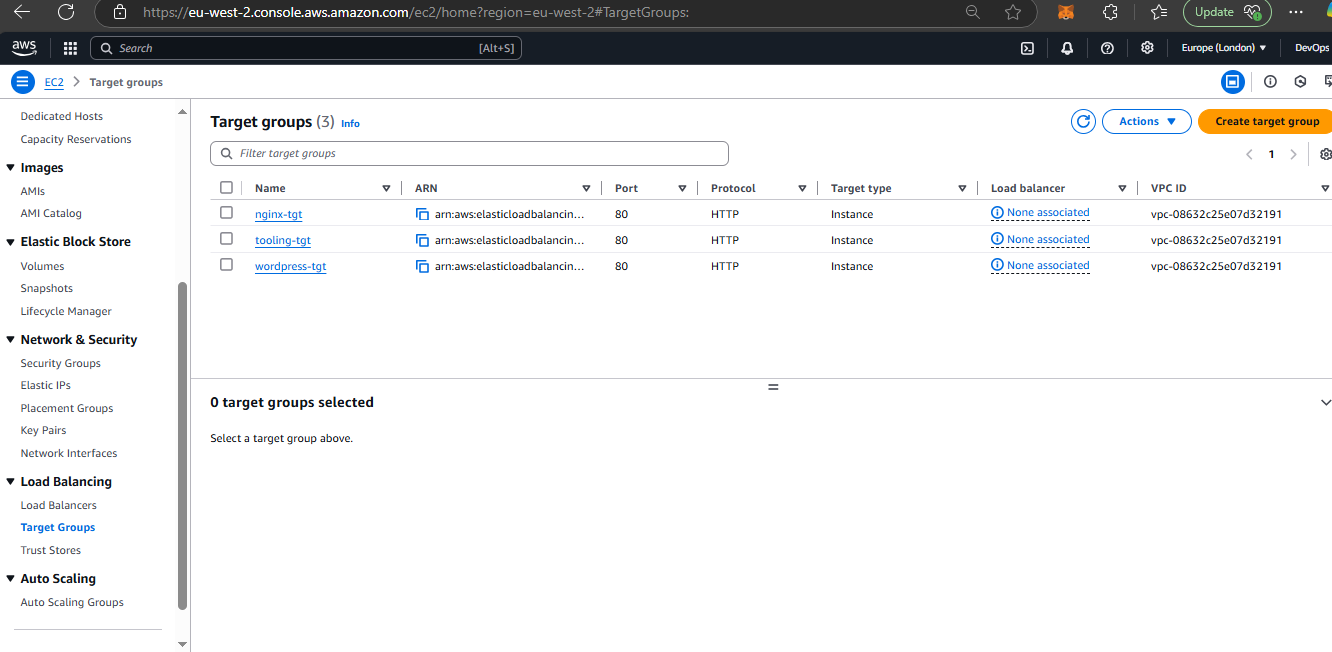 https://eu-west-2.console.aws.amazon.com/ec2/home?region=eu-west-2#TargetGroups:
Update
aws
Search
[Alt+S]
Europe (London)
DevOps
EC2
Target groups
Dedicated Hosts
Capacity Reservations
Images
AMIs
AMI Catalog
Elastic Block Store
Volumes
Snapshots
Lifecycle Manager
Network & Security
Security Groups
Elastic IPs
Placement Groups
Key Pairs
Network Interfaces
Load Balancing
Load Balancers
Target Groups
Trust Stores
Auto Scaling
Auto Scaling Groups
Target groups (3) Info
Actions
Create target group
Filter target groups
1
Name ARN Port Protocol Target type Load balancer VPC ID
nginx-tgt arn:aws:elasticloadbalancin... 80 HTTP Instance None associated vpc-08632c25e07d32191
tooling-tgt arn:aws:elasticloadbalancin... 80 HTTP Instance None associated vpc-08632c25e07d32191
wordpress-tgt arn:aws:elasticloadbalancin... 80 HTTP Instance None associated vpc-08632c25e07d32191
0 target groups selected
Select a target group above.